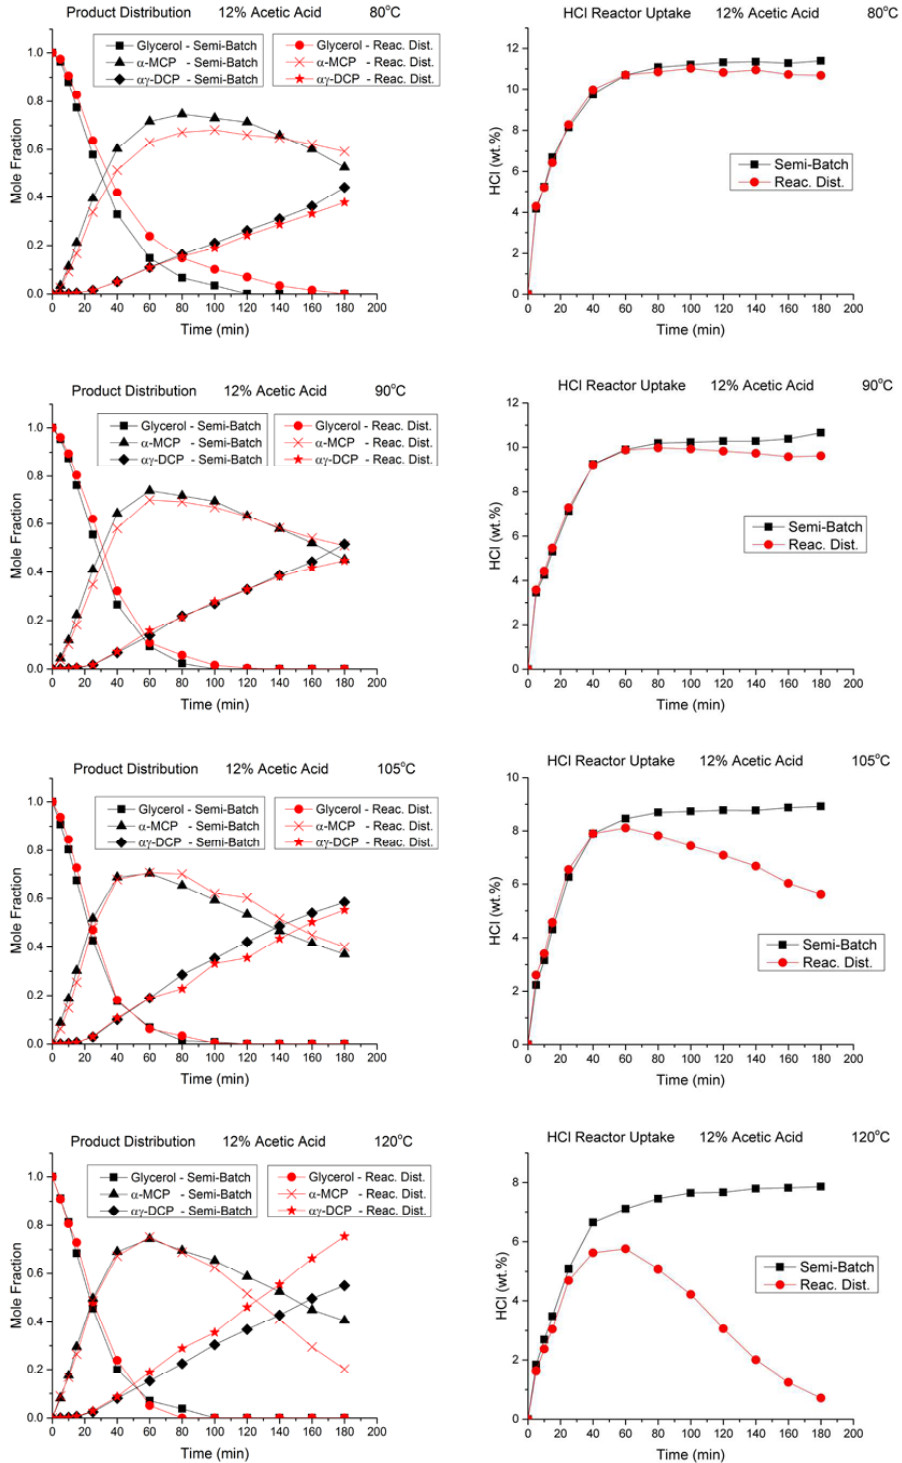 Product Distribution 12% Acetic Acid 80°C
Glycerol - Semi-Batch
α-MCP - Semi-Batch
αγ-DCP - Semi-Batch
Glycerol - Reac. Dist.
α-MCP - Reac. Dist.
αγ-DCP - Reac. Dist.
Mole Fraction
1.0
0.8
0.6
0.4
0.2
0.0
0 20 40 60 80 100 120 140 160 180 200
Time (min)
HCl Reactor Uptake 12% Acetic Acid 80°C
HCl (wt.%)
12
10
8
6
4
2
0
Semi-Batch
Reac. Dist.
0 20 40 60 80 100 120 140 160 180 200
Time (min)
Product Distribution 12% Acetic Acid 90°C
Glycerol - Semi-Batch
α-MCP - Semi-Batch
αγ-DCP - Semi-Batch
Glycerol - Reac. Dist.
α-MCP - Reac. Dist.
αγ-DCP - Reac. Dist.
Mole Fraction
1.0
0.8
0.6
0.4
0.2
0.0
0 20 40 60 80 100 120 140 160 180 200
Time (min)
HCl Reactor Uptake 12% Acetic Acid 90°C
HCl (wt.%)
12
10
8
6
4
2
0
Semi-Batch
Reac. Dist.
0 20 40 60 80 100 120 140 160 180 200
Time (min)
Product Distribution 12% Acetic Acid 105°C
Glycerol - Semi-Batch
α-MCP - Semi-Batch
αγ-DCP - Semi-Batch
Glycerol - Reac. Dist.
α-MCP - Reac. Dist.
αγ-DCP - Reac. Dist.
Mole Fraction
1.0
0.8
0.6
0.4
0.2
0.0
0 20 40 60 80 100 120 140 160 180 200
Time (min)
HCl Reactor Uptake 12% Acetic Acid 105°C
HCl (wt.%)
10
8
6
4
2
0
Semi-Batch
Reac. Dist.
0 20 40 60 80 100 120 140 160 180 200
Time (min)
Product Distribution 12% Acetic Acid 120°C
Glycerol - Semi-Batch
α-MCP - Semi-Batch
αγ-DCP - Semi-Batch
Glycerol - Reac. Dist.
α-MCP - Reac. Dist.
αγ-DCP - Reac. Dist.
Mole Fraction
1.0
0.8
0.6
0.4
0.2
0.0
0 20 40 60 80 100 120 140 160 180 200
Time (min)
HCl Reactor Uptake 12% Acetic Acid 120°C
HCl (wt.%)
8
6
4
2
0
Semi-Batch
Reac. Dist.
0 20 40 60 80 100 120 140 160 180 200
Time (min)